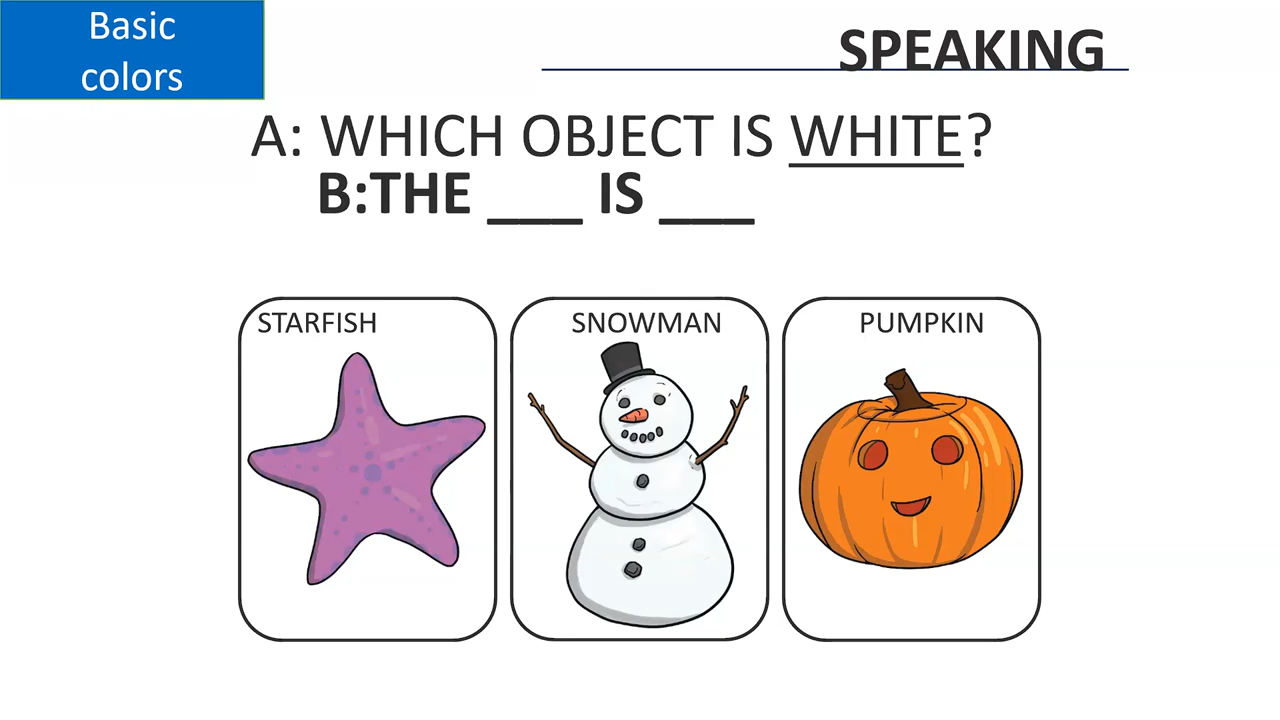 Basic
colors
SPEAKING
A: WHICH OBJECT IS WHITE?
B:THE ___ IS ___
STARFISH
SNOWMAN
PUMPKIN